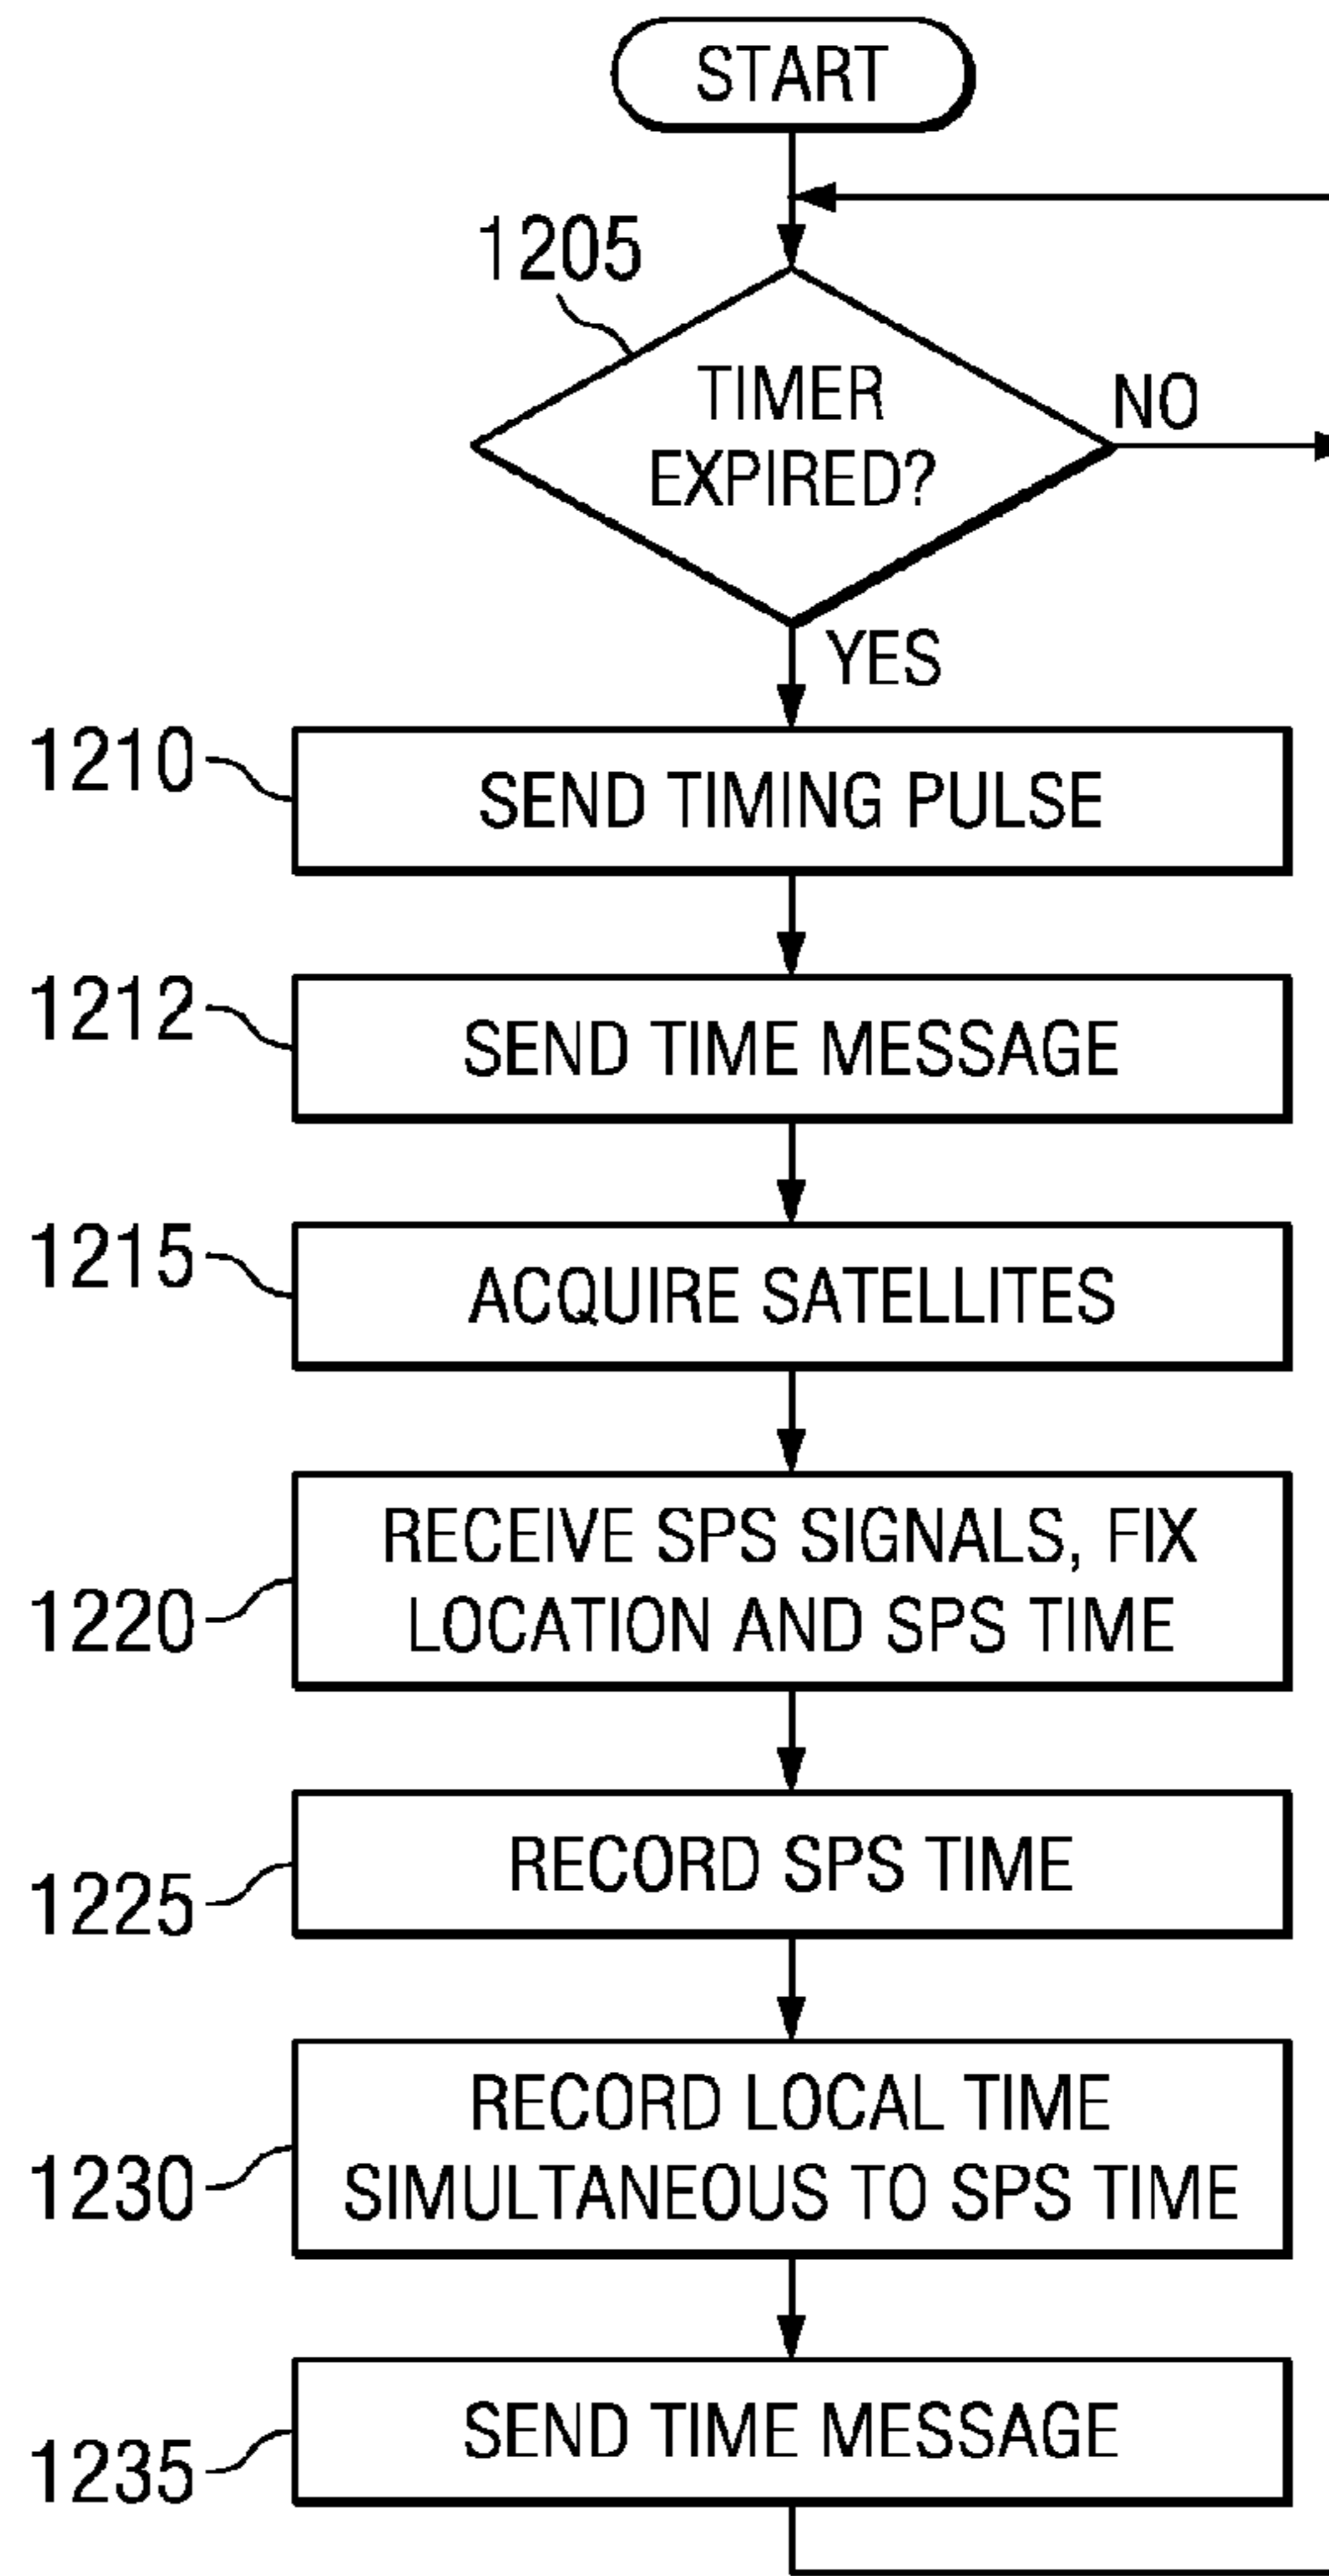 START
1205
TIMER
EXPIRED?
NO
YES
1210
SEND TIMING PULSE
1212
SEND TIME MESSAGE
1215
ACQUIRE SATELLITES
1220
RECEIVE SPS SIGNALS, FIX
LOCATION AND SPS TIME
1225
RECORD SPS TIME
1230
RECORD LOCAL TIME
SIMULTANEOUS TO SPS TIME
1235
SEND TIME MESSAGE